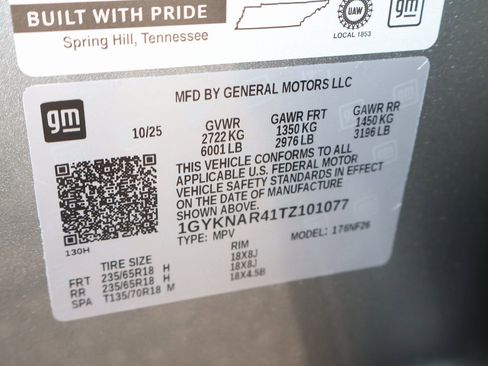 BUILT WITH PRIDE
Spring Hill, Tennessee
UAW
LOCAL 1853
gm
gm
MFD BY GENERAL MOTORS LLC
10/25 GVWR GAWR FRT GAWR RR
2722 KG 1350 KG 1450 KG
6001 LB 2976 LB 3196 LB
THIS VEHICLE CONFORMS TO ALL
APPLICABLE U.S. FEDERAL MOTOR
VEHICLE SAFETY STANDARDS IN EFFECT
ON THE DATE OF MANUFACTURE
SHOWN ABOVE.
1GYKNAR41TZ101077
TYPE: MPV MODEL: 176NF26
130H
TIRE SIZE RIM
FRT 235/65R18 H 18X8J
RR 235/65R18 H 18X8J
SPA T135/70R18 M 18X4.5B